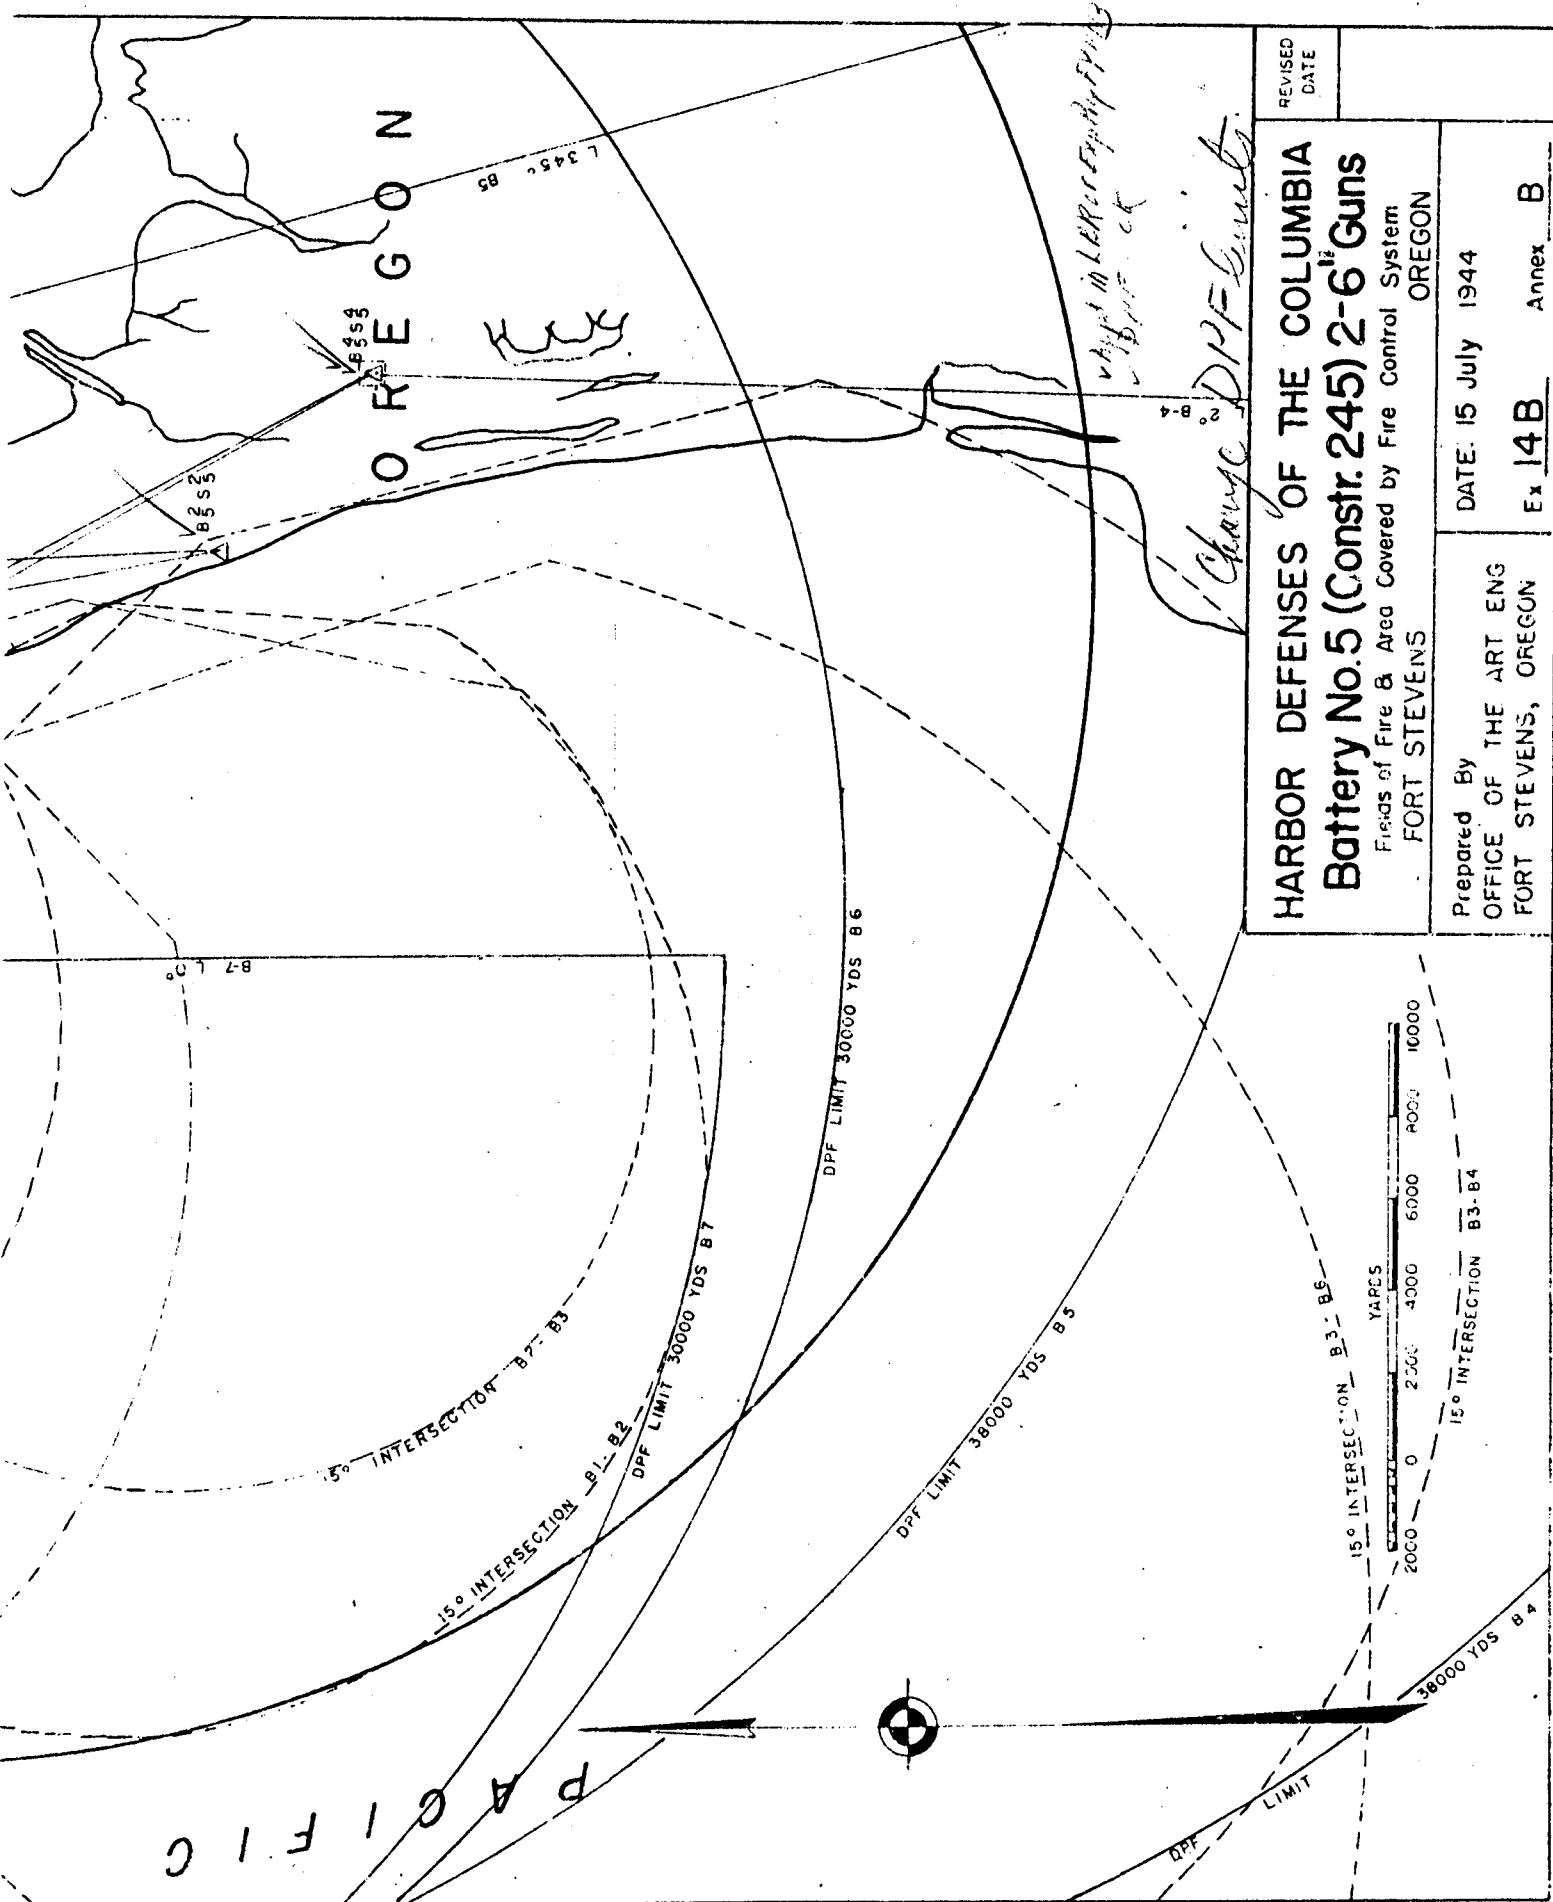 HARBOR DEFENSES OF THE COLUMBIA
Battery No.5 (Constr. 245) 2-6" Guns
Fields of Fire & Area Covered by Fire Control System
FORT STEVENS OREGON
Prepared By
OFFICE OF THE ART ENG
FORT STEVENS, OREGON
DATE: 15 July 1944
Ex 14B Annex B
REVISED
DATE
OREGON
PACIFIC
L 345° B5
2° B-4
B-7 L 0°
15° INTERSECTION B2-B3
15° INTERSECTION B1-B2
DPF LIMIT 30000 YDS B7
DPF LIMIT 30000 YDS B6
DPF LIMIT 38000 YDS B5
15° INTERSECTION B3-B6
15° INTERSECTION B3-B4
DPF LIMIT 38000 YDS B4
YARDS
2000 0 2000 4000 6000 8000 10000
Change DPF limits.